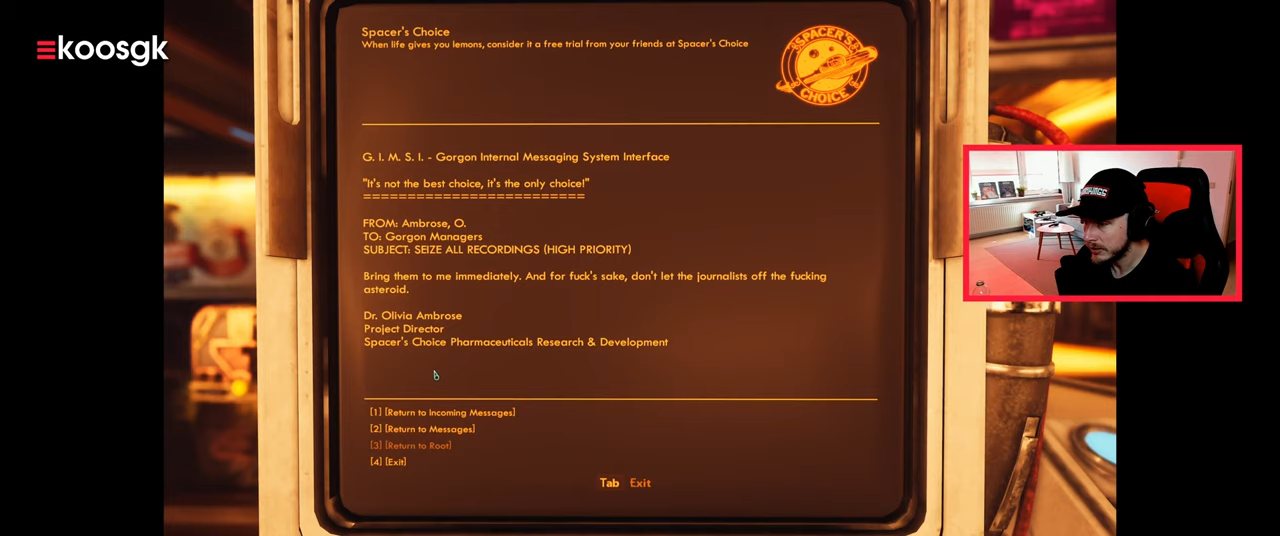 koosgk
Spacer's Choice
When life gives you lemons, consider it a free trial from your friends at Spacer's Choice
SPACER'S
CHOICE
G. I. M. S. I. - Gorgon Internal Messaging System Interface
"It's not the best choice, it's the only choice!"
=========================
FROM: Ambrose, O.
TO: Gorgon Managers
SUBJECT: SEIZE ALL RECORDINGS (HIGH PRIORITY)
Bring them to me immediately. And for fuck's sake, don't let the journalists off the fucking
asteroid.
Dr. Olivia Ambrose
Project Director
Spacer's Choice Pharmaceuticals Research & Development
[1] [Return to Incoming Messages]
[2] [Return to Messages]
[3] [Return to Root]
[4] [Exit]
Tab Exit